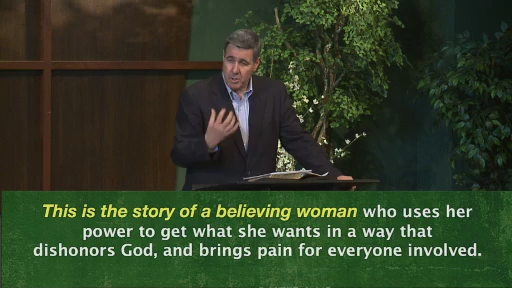 This is the story of a believing woman who uses her
power to get what she wants in a way that
dishonors God, and brings pain for everyone involved.